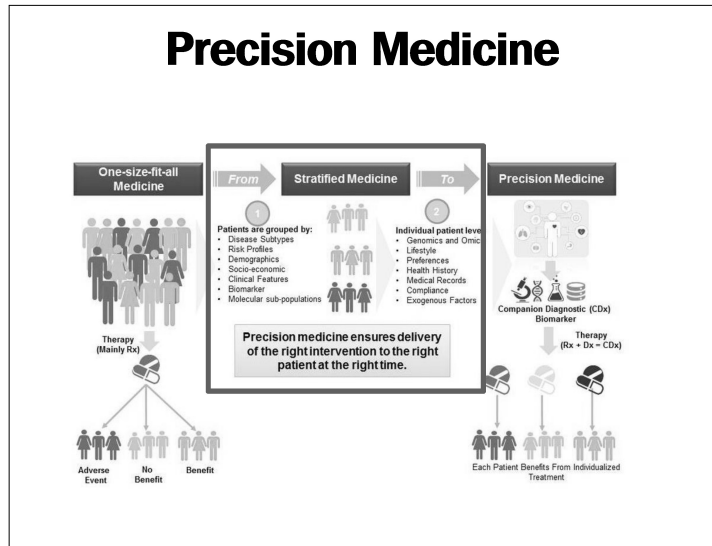 Precision Medicine
One-size-fit-all
Medicine
From
Stratified Medicine
To
Precision Medicine
1
Patients are grouped by:
• Disease Subtypes
• Risk Profiles
• Demographics
• Socio-economic
• Clinical Features
• Biomarker
• Molecular sub-populations
2
Individual patient leve
• Genomics and Omic
• Lifestyle
• Preferences
• Health History
• Medical Records
• Compliance
• Exogenous Factors
Precision medicine ensures delivery
of the right intervention to the right
patient at the right time.
Companion Diagnostic (CDx)
Biomarker
Therapy
(Mainly Rx)
Therapy
(Rx + Dx = CDx)
Adverse
Event
No
Benefit
Benefit
Each Patient Benefits From Individualized
Treatment